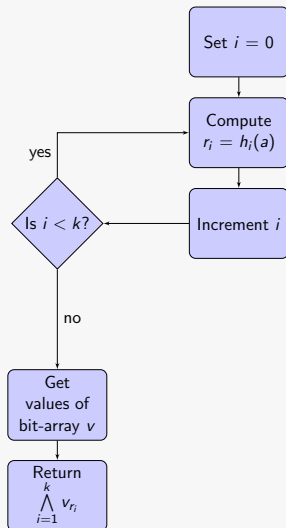 Set i = 0
Compute
r_i = h_i(a)
yes
Is i < k?
Increment i
no
Get
values of
bit-array v
Return
k
⋀ v_{r_i}
i=1